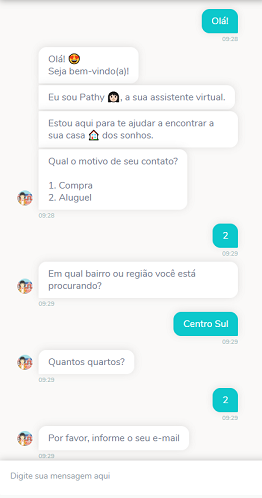 Olá!
09:28
Olá! 🤩
Seja bem-vindo(a)!
Eu sou Pathy 👩🏻, a sua assistente virtual.
Estou aqui para te ajudar a encontrar a
sua casa 🏠 dos sonhos.
Qual o motivo de seu contato?
1. Compra
2. Aluguel
09:28
2
09:29
Em qual bairro ou região você está
procurando?
09:29
Centro Sul
09:29
Quantos quartos?
09:29
2
09:29
Por favor, informe o seu e-mail
09:29
Digite sua mensagem aqui